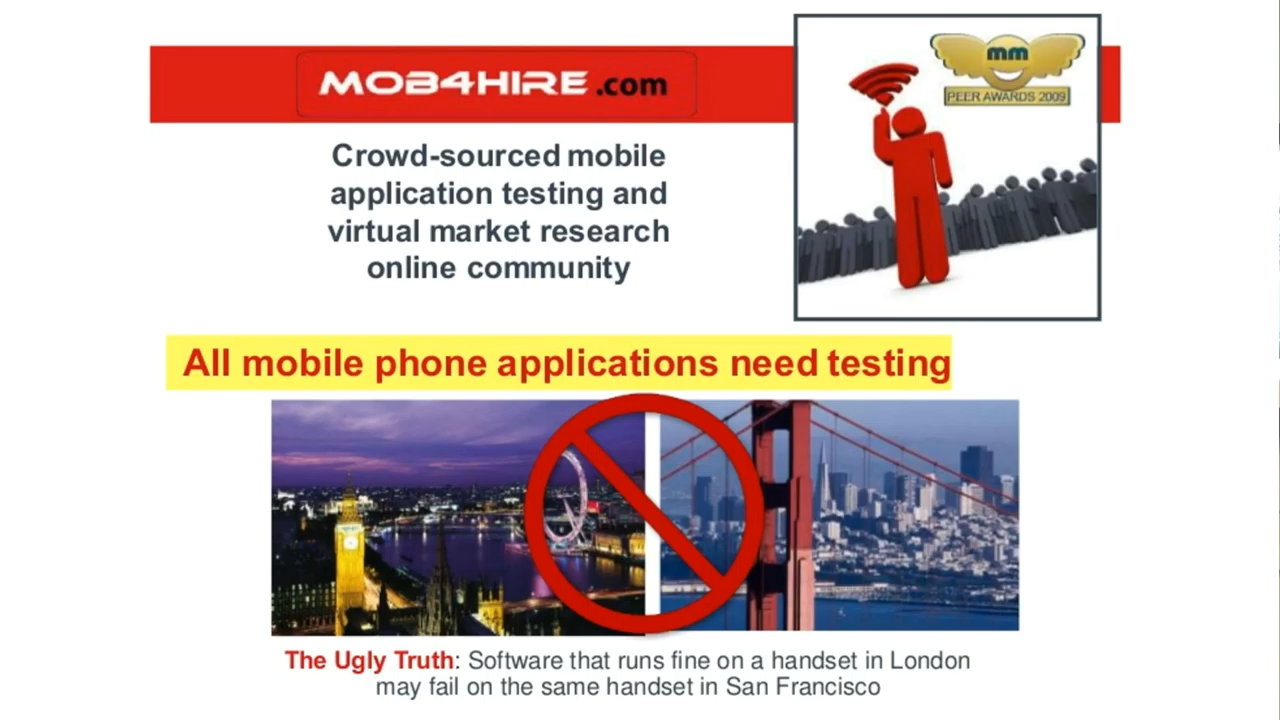 MOB4HIRE.com
mm
PEER AWARDS 2009
Crowd-sourced mobile
application testing and
virtual market research
online community
All mobile phone applications need testing
The Ugly Truth: Software that runs fine on a handset in London
may fail on the same handset in San Francisco